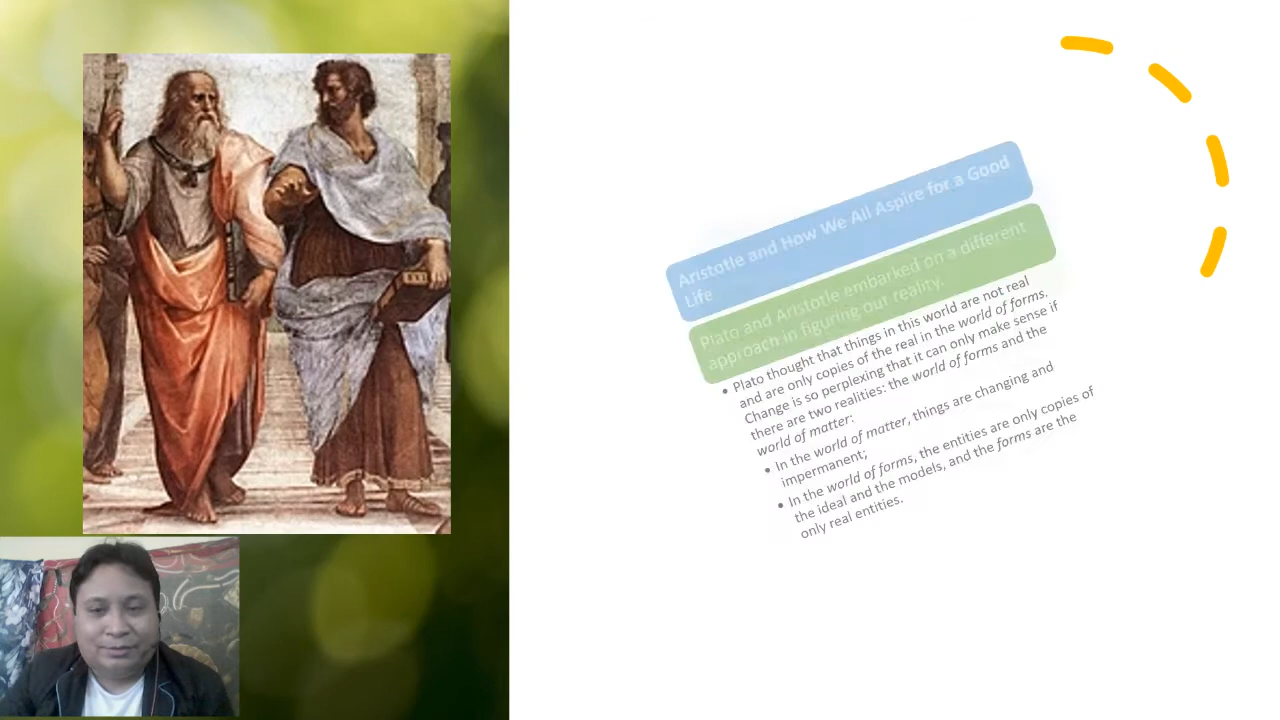 Aristotle and How We All Aspire for a Good
Life
Plato and Aristotle embarked on a different
approach in figuring out reality.
• Plato thought that things in this world are not real
and are only copies of the real in the world of forms.
Change is so perplexing that it can only make sense if
there are two realities: the world of forms and the
world of matter:
• In the world of matter, things are changing and
impermanent;
• In the world of forms, the entities are only copies of
the ideal and the models, and the forms are the
only real entities.